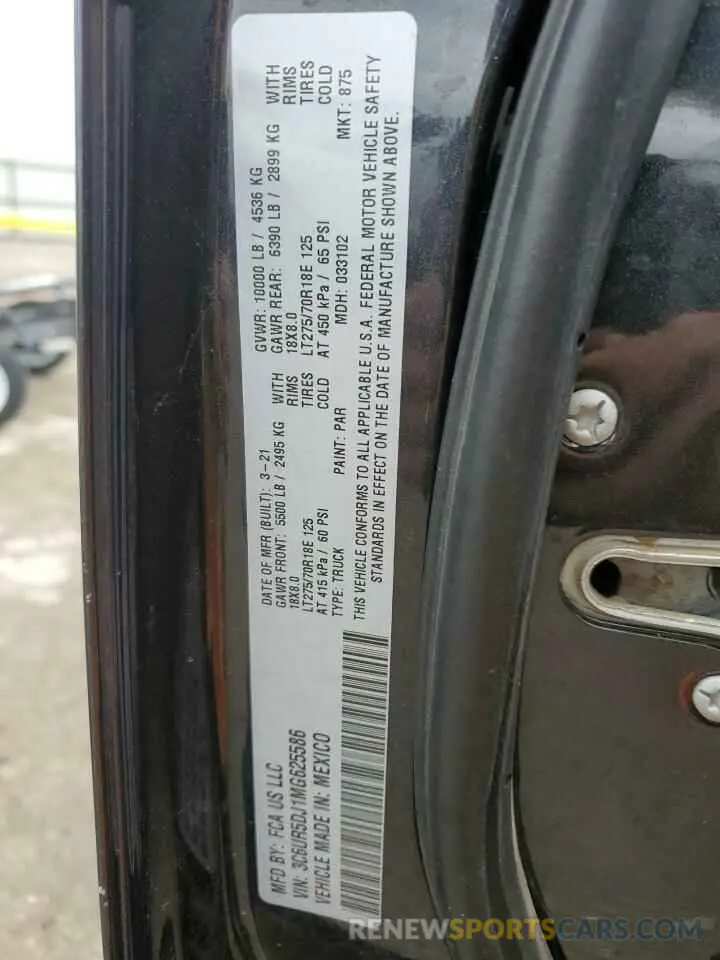 MFD BY: FCA US LLC
VIN: 3C6UR5DJ1MG625586
VEHICLE MADE IN: MEXICO
DATE OF MFR (BUILT): 3-21
GAWR FRONT: 5500 LB / 2495 KG WITH
18X8.0 RIMS
LT275/70R18E 125 TIRES
AT 415 kPa / 60 PSI COLD
TYPE: TRUCK PAINT: PAR
GVWR: 10000 LB / 4536 KG
GAWR REAR: 6390 LB / 2899 KG WITH
18X8.0 RIMS
LT275/70R18E 125 TIRES
AT 450 kPa / 65 PSI COLD
MDH: 033102 MKT: 875
THIS VEHICLE CONFORMS TO ALL APPLICABLE U.S.A. FEDERAL MOTOR VEHICLE SAFETY
STANDARDS IN EFFECT ON THE DATE OF MANUFACTURE SHOWN ABOVE.
RENEWSPORTSCARS.COM